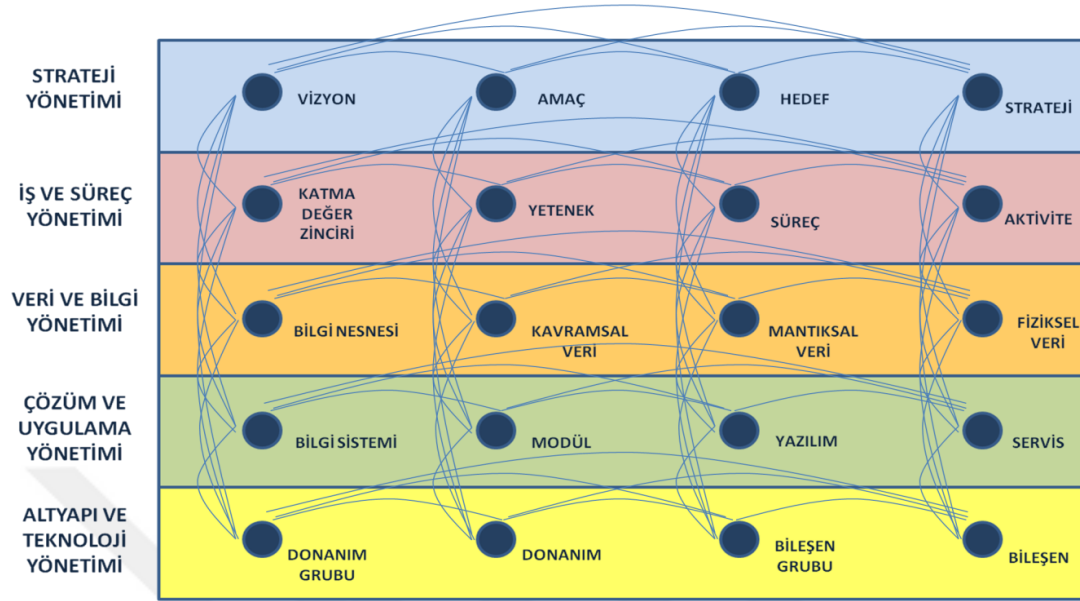 STRATEJİ
YÖNETİMİ
VİZYON
AMAÇ
HEDEF
STRATEJİ
İŞ VE SÜREÇ
YÖNETİMİ
KATMA
DEĞER
ZİNCİRİ
YETENEK
SÜREÇ
AKTİVİTE
VERİ VE BİLGİ
YÖNETİMİ
BİLGİ NESNESİ
KAVRAMSAL
VERİ
MANTIKSAL
VERİ
FİZİKSEL
VERİ
ÇÖZÜM VE
UYGULAMA
YÖNETİMİ
BİLGİ SİSTEMİ
MODÜL
YAZILIM
SERVİS
ALTYAPI VE
TEKNOLOJİ
YÖNETİMİ
DONANIM
GRUBU
DONANIM
BİLEŞEN
GRUBU
BİLEŞEN